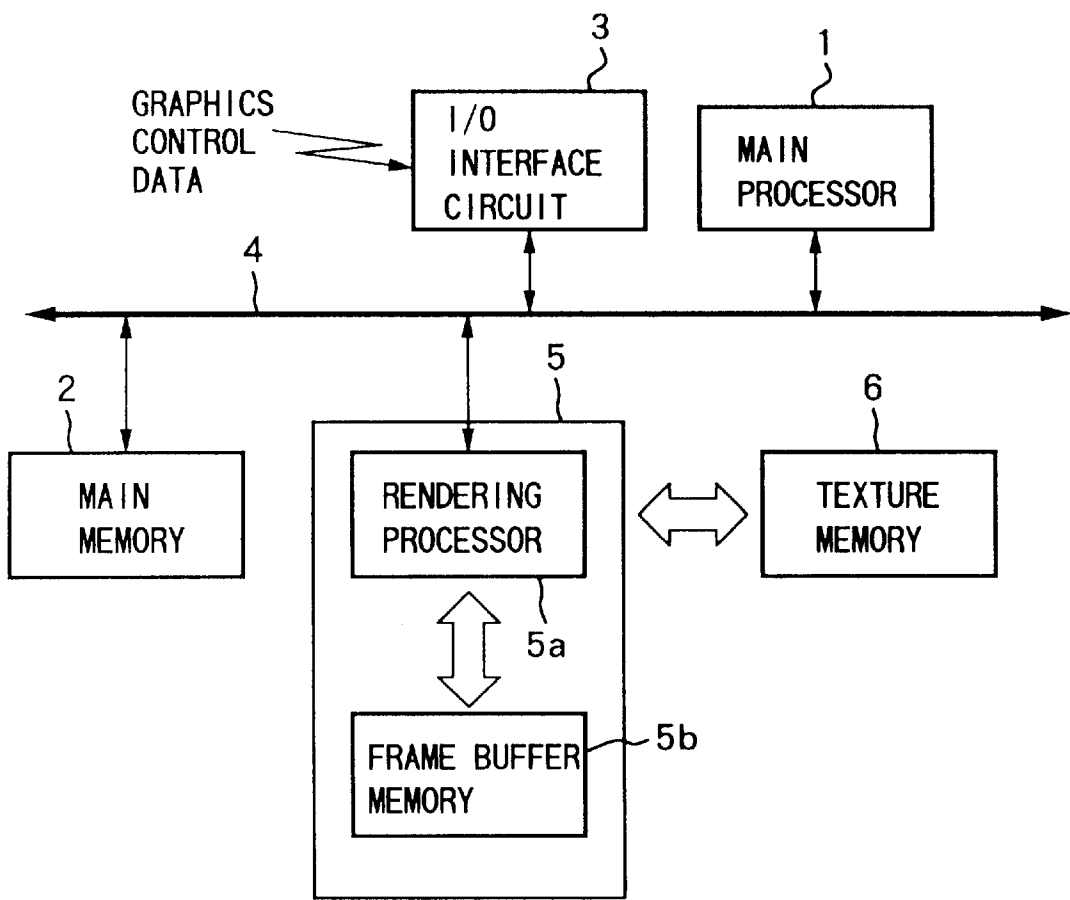 3
1
GRAPHICS
CONTROL
DATA
I/O
INTERFACE
CIRCUIT
MAIN
PROCESSOR
4
2
5
6
MAIN
MEMORY
RENDERING
PROCESSOR
TEXTURE
MEMORY
5a
5b
FRAME BUFFER
MEMORY